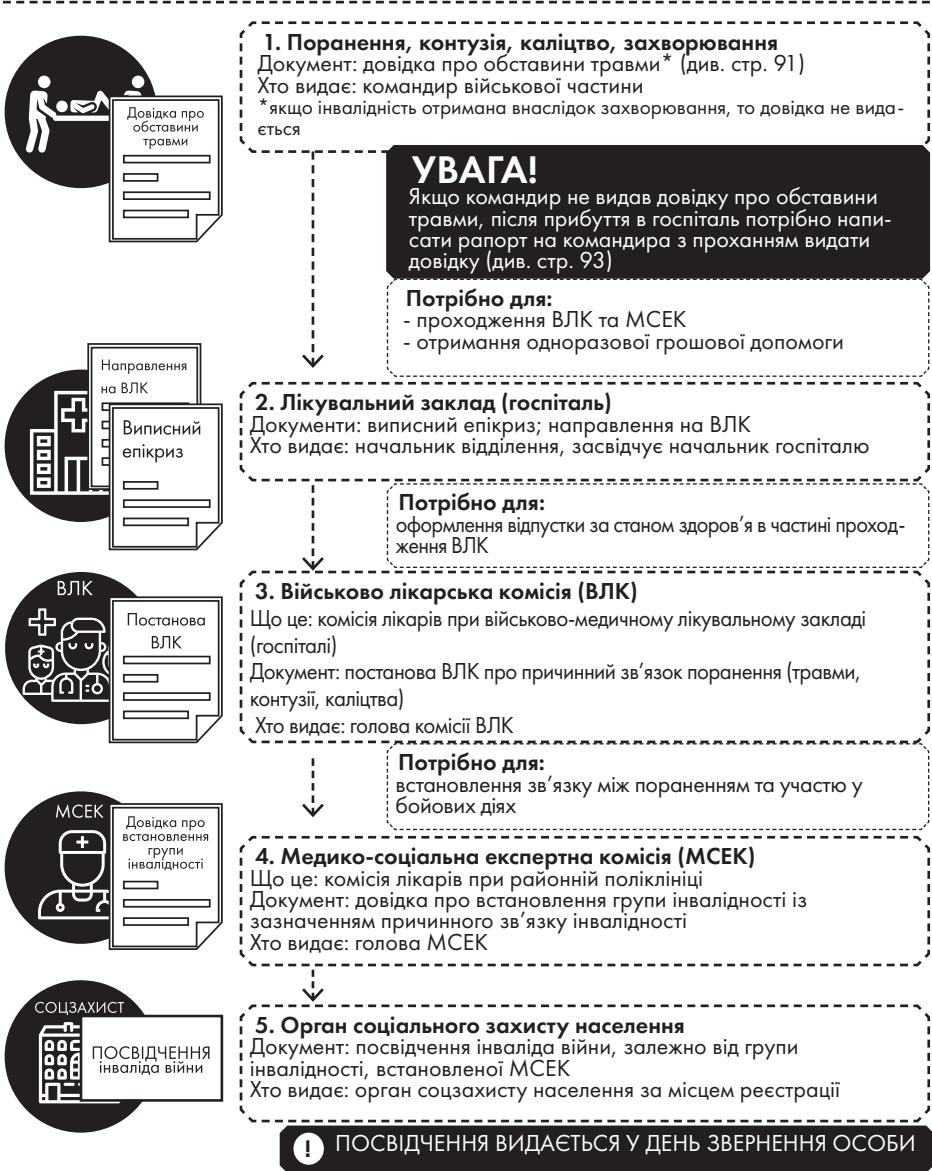 1. Поранення, контузія, каліцтво, захворювання
Документ: довідка про обставини травми* (див. стр. 91)
Хто видає: командир військової частини
*якщо інвалідність отримана внаслідок захворювання, то довідка не вида-
ється
Довідка про
обставини
травми
УВАГА!
Якщо командир не видав довідку про обставини
травми, після прибуття в госпіталь потрібно напи-
сати рапорт на командира з проханням видати
довідку (див. стр. 93)
Потрібно для:
- проходження ВЛК та МСЕК
- отримання одноразової грошової допомоги
Направлення
на ВЛК
Виписний
епікриз
2. Лікувальний заклад (госпіталь)
Документи: виписний епікриз; направлення на ВЛК
Хто видає: начальник відділення, засвідчує начальник госпіталю
Потрібно для:
оформлення відпустки за станом здоров’я в частині проход-
ження ВЛК
ВЛК
Постанова
ВЛК
3. Військово лікарська комісія (ВЛК)
Що це: комісія лікарів при військово-медичному лікувальному закладі
(госпіталі)
Документ: постанова ВЛК про причинний зв’язок поранення (травми,
контузії, каліцтва)
Хто видає: голова комісії ВЛК
Потрібно для:
встановлення зв’язку між пораненням та участю у
бойових діях
МСЕК
Довідка про
встановлення
групи
інвалідності
4. Медико-соціальна експертна комісія (МСЕК)
Що це: комісія лікарів при районній поліклініці
Документ: довідка про встановлення групи інвалідності із
зазначенням причинного зв’язку інвалідності
Хто видає: голова МСЕК
СОЦЗАХИСТ
ПОСВІДЧЕННЯ
інваліда війни
5. Орган соціального захисту населення
Документ: посвідчення інваліда війни, залежно від групи
інвалідності, встановленої МСЕК
Хто видає: орган соцзахисту населення за місцем реєстрації
! ПОСВІДЧЕННЯ ВИДАЄТЬСЯ У ДЕНЬ ЗВЕРНЕННЯ ОСОБИ